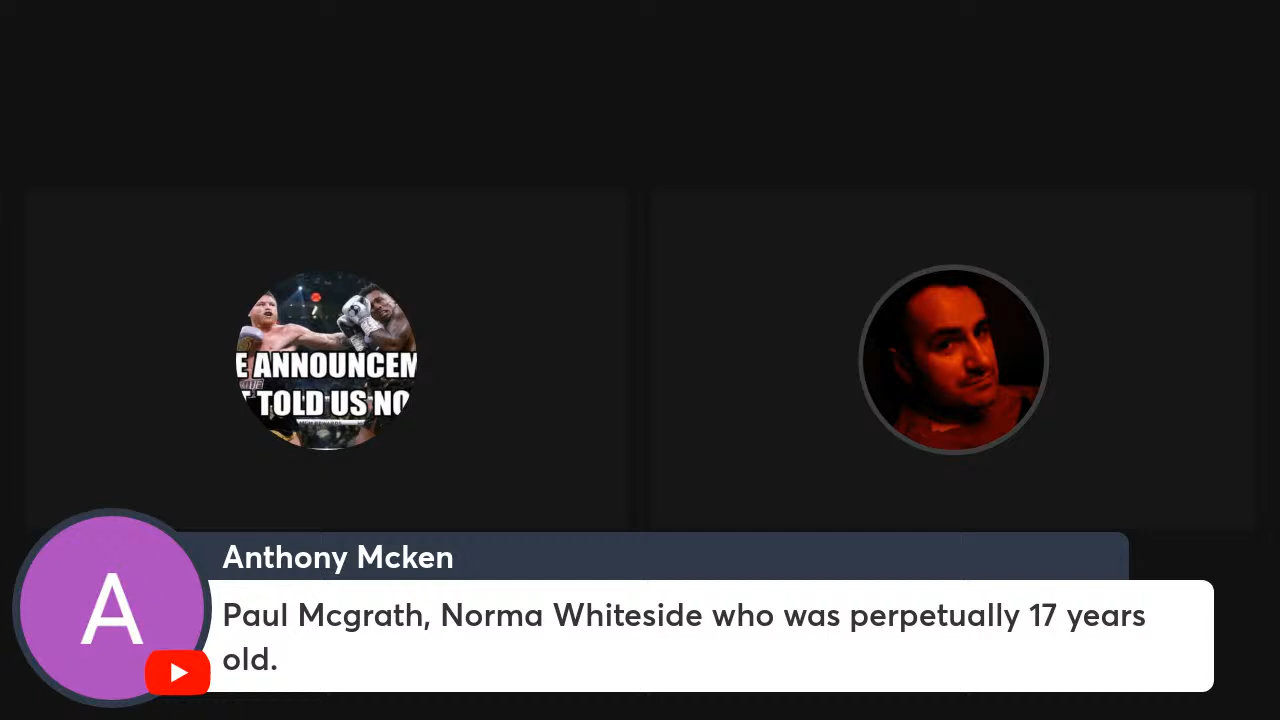 E ANNOUNCEM
TOLD US NO
Anthony Mcken
A
Paul Mcgrath, Norma Whiteside who was perpetually 17 years
old.